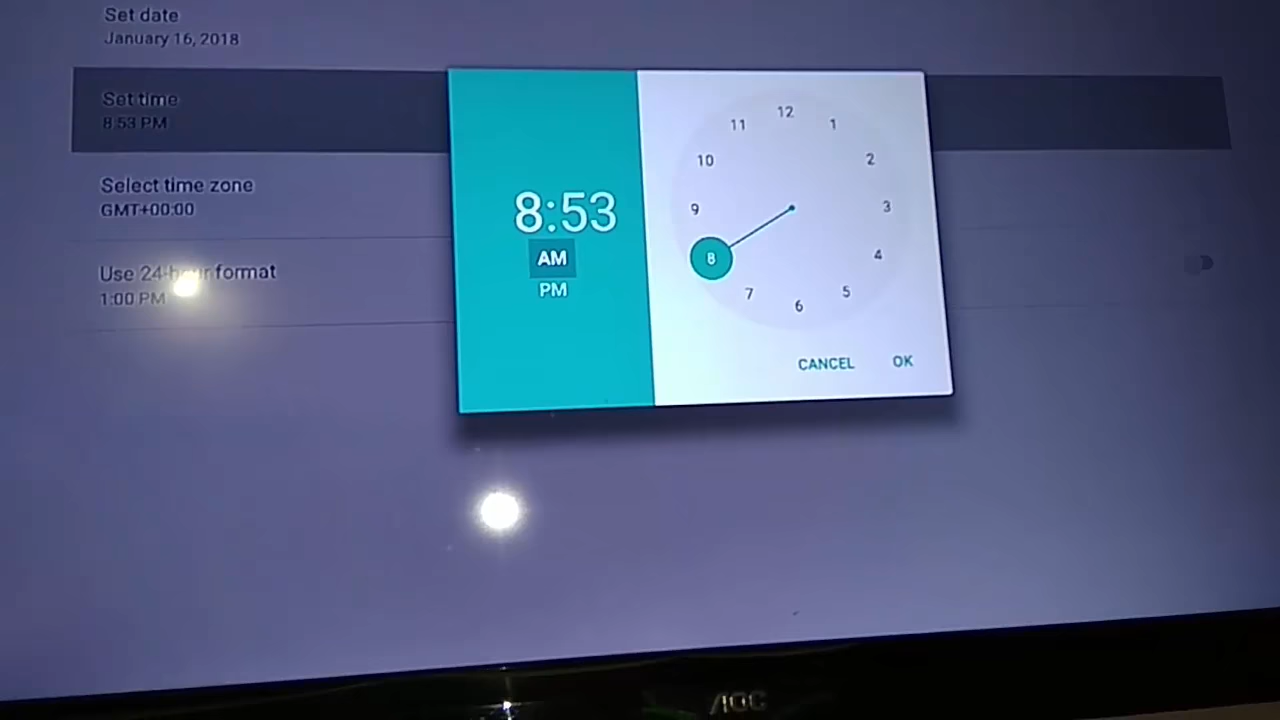 Set date
January 16, 2018
Set time
8:53 PM
Select time zone
GMT+00:00
Use 24-hour format
1:00 PM
8:53
AM
PM
12
1
2
3
4
5
6
7
8
9
10
11
CANCEL
OK
AOC